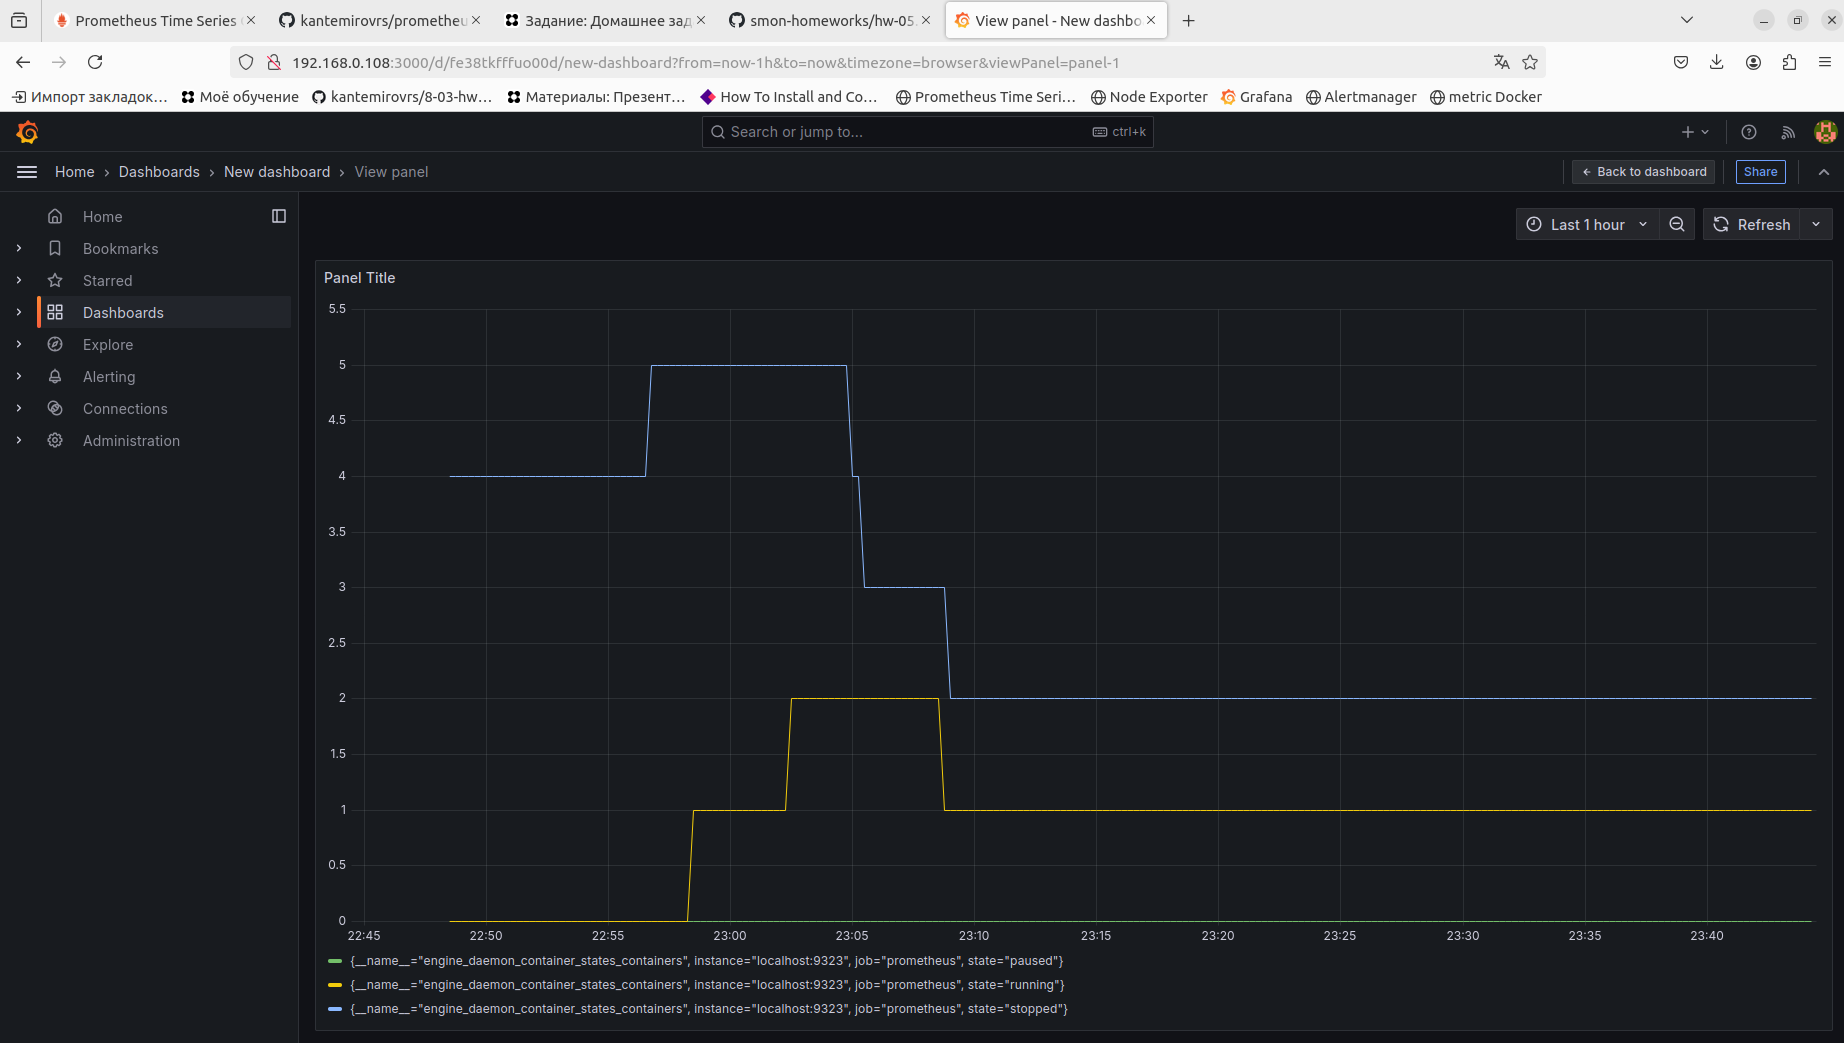 Prometheus Time Series
kantemirovrs/prometheu
Задание: Домашнее зад
smon-homeworks/hw-05.
View panel - New dashbo
192.168.0.108:3000/d/fe38tkfffuo00d/new-dashboard?from=now-1h&to=now&timezone=browser&viewPanel=panel-1
Импорт закладок…
Моё обучение
kantemirovrs/8-03-hw…
Материалы: Презент…
How To Install and Co…
Prometheus Time Seri…
Node Exporter
Grafana
Alertmanager
metric Docker
Search or jump to...
ctrl+k
Home › Dashboards › New dashboard › View panel
Back to dashboard
Share
Home
Bookmarks
Starred
Dashboards
Explore
Alerting
Connections
Administration
Last 1 hour
Refresh
Panel Title
5.5
5
4.5
4
3.5
3
2.5
2
1.5
1
0.5
0
22:45 22:50 22:55 23:00 23:05 23:10 23:15 23:20 23:25 23:30 23:35 23:40
{__name__="engine_daemon_container_states_containers", instance="localhost:9323", job="prometheus", state="paused"}
{__name__="engine_daemon_container_states_containers", instance="localhost:9323", job="prometheus", state="running"}
{__name__="engine_daemon_container_states_containers", instance="localhost:9323", job="prometheus", state="stopped"}